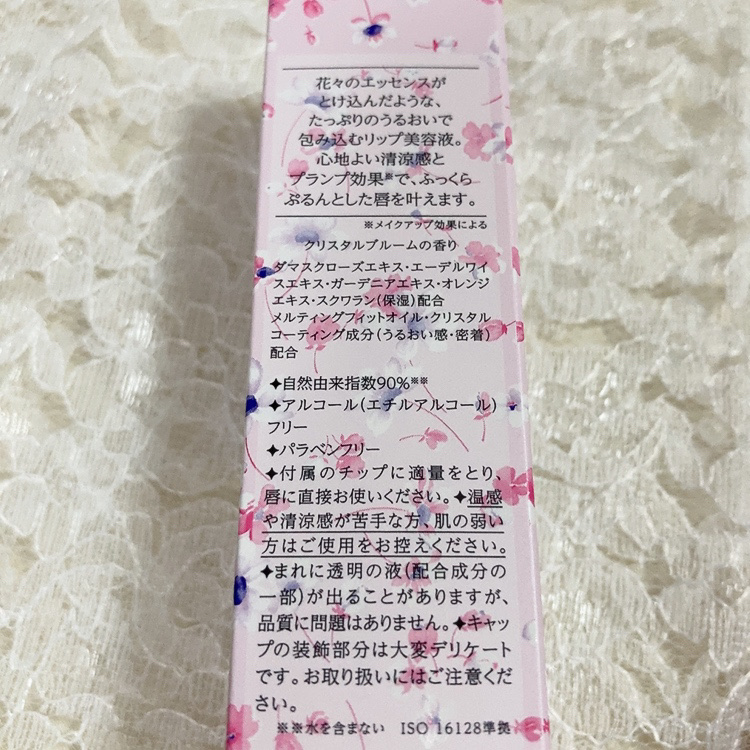 花々のエッセンスが
とけ込んだような、
たっぷりのうるおいで
包み込むリップ美容液。
心地よい清涼感と
プランプ効果※で、ふっくら
ぷるんとした唇を叶えます。
※メイクアップ効果による
クリスタルブルームの香り
ダマスクローズエキス・エーデルワイ
スエキス・ガーデニアエキス・オレンジ
エキス・スクワラン(保湿)配合
メルティングフィットオイル・クリスタル
コーティング成分(うるおい感・密着)
配合
✦自然由来指数90%※※
✦アルコール(エチルアルコール)
フリー
✦パラベンフリー
✦付属のチップに適量をとり、
唇に直接お使いください。✦温感
や清涼感が苦手な方、肌の弱い
方はご使用をお控えください。
✦まれに透明の液(配合成分の
一部)が出ることがありますが、
品質に問題はありません。✦キャッ
プの装飾部分は大変デリケート
です。お取り扱いにはご注意くだ
さい。
※※水を含まない ISO 16128準拠